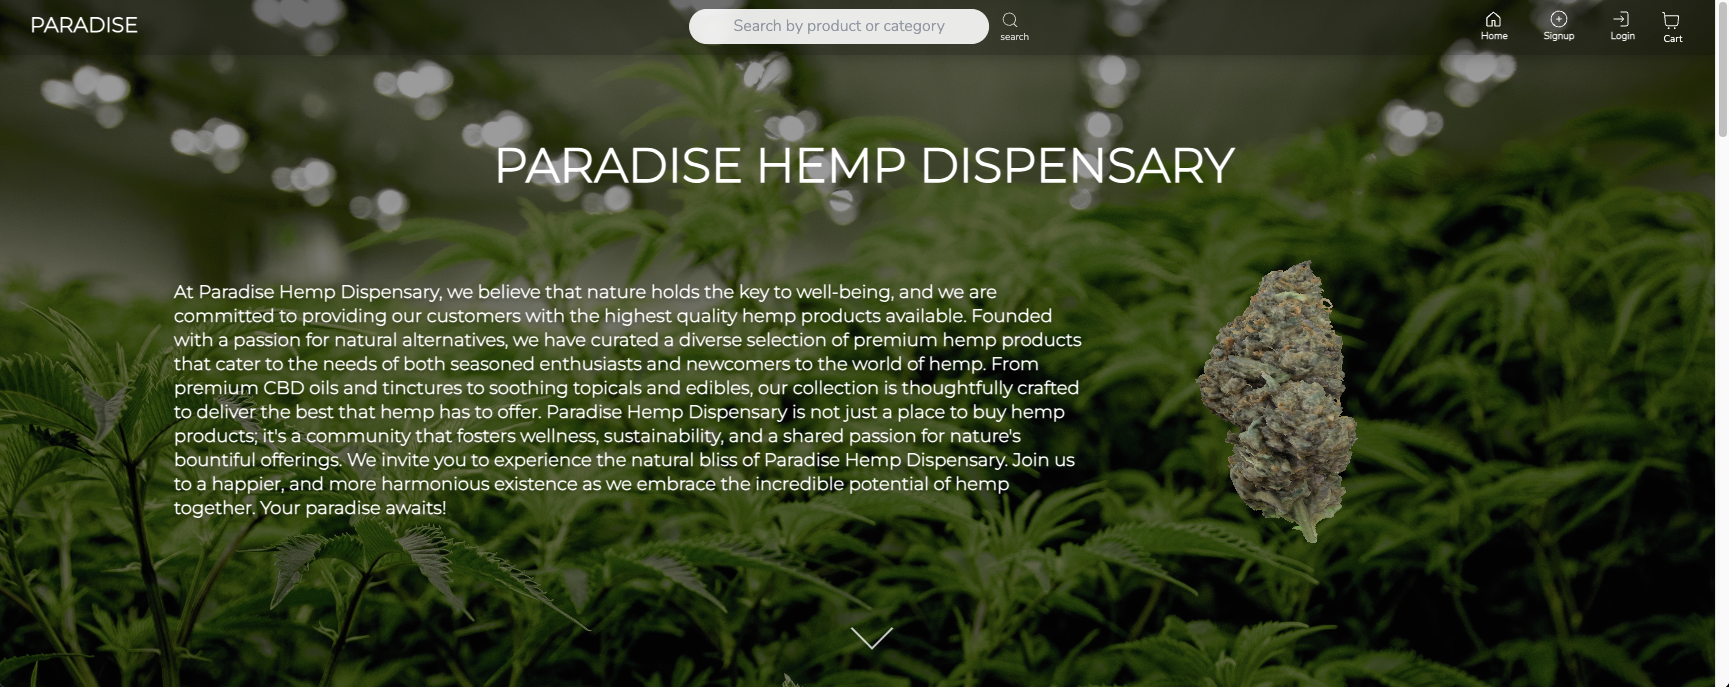 PARADISE
Search by product or category
search
Home
Signup
Login
Cart
PARADISE HEMP DISPENSARY
At Paradise Hemp Dispensary, we believe that nature holds the key to well-being, and we are
committed to providing our customers with the highest quality hemp products available. Founded
with a passion for natural alternatives, we have curated a diverse selection of premium hemp products
that cater to the needs of both seasoned enthusiasts and newcomers to the world of hemp. From
premium CBD oils and tinctures to soothing topicals and edibles, our collection is thoughtfully crafted
to deliver the best that hemp has to offer. Paradise Hemp Dispensary is not just a place to buy hemp
products; it's a community that fosters wellness, sustainability, and a shared passion for nature's
bountiful offerings. We invite you to experience the natural bliss of Paradise Hemp Dispensary. Join us
to a happier, and more harmonious existence as we embrace the incredible potential of hemp
together. Your paradise awaits!